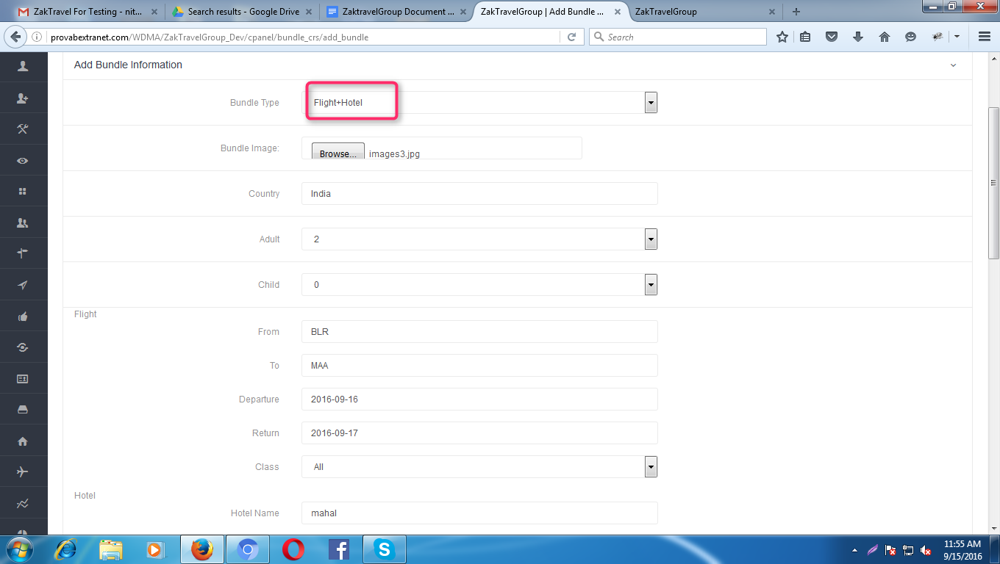 ZakTravel For Testing - nit...
Search results - Google Drive
ZaktravelGroup Document ...
ZakTravelGroup | Add Bundle ...
ZakTravelGroup
provabextranet.com/WDMA/ZakTravelGroup_Dev/cpanel/bundle_crs/add_bundle
Search
Add Bundle Information
Bundle Type Flight+Hotel
Bundle Image: Browse... images3.jpg
Country India
Adult 2
Child 0
Flight
From BLR
To MAA
Departure 2016-09-16
Return 2016-09-17
Class All
Hotel
Hotel Name mahal
11:55 AM
9/15/2016